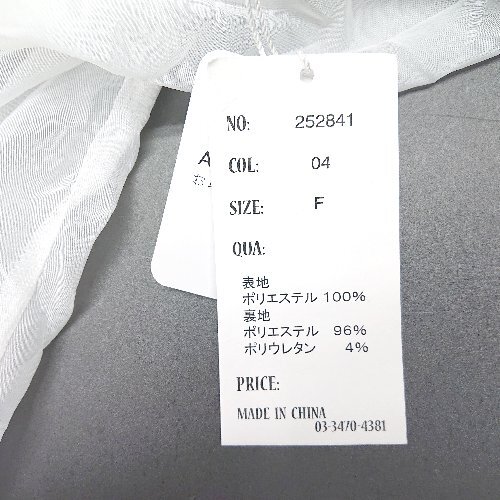 NO: 252841
COL: 04
SIZE: F
QUA:
表地
ポリエステル 100%
裏地
ポリエステル 96%
ポリウレタン 4%
PRICE:
MADE IN CHINA
03-3470-4381
A